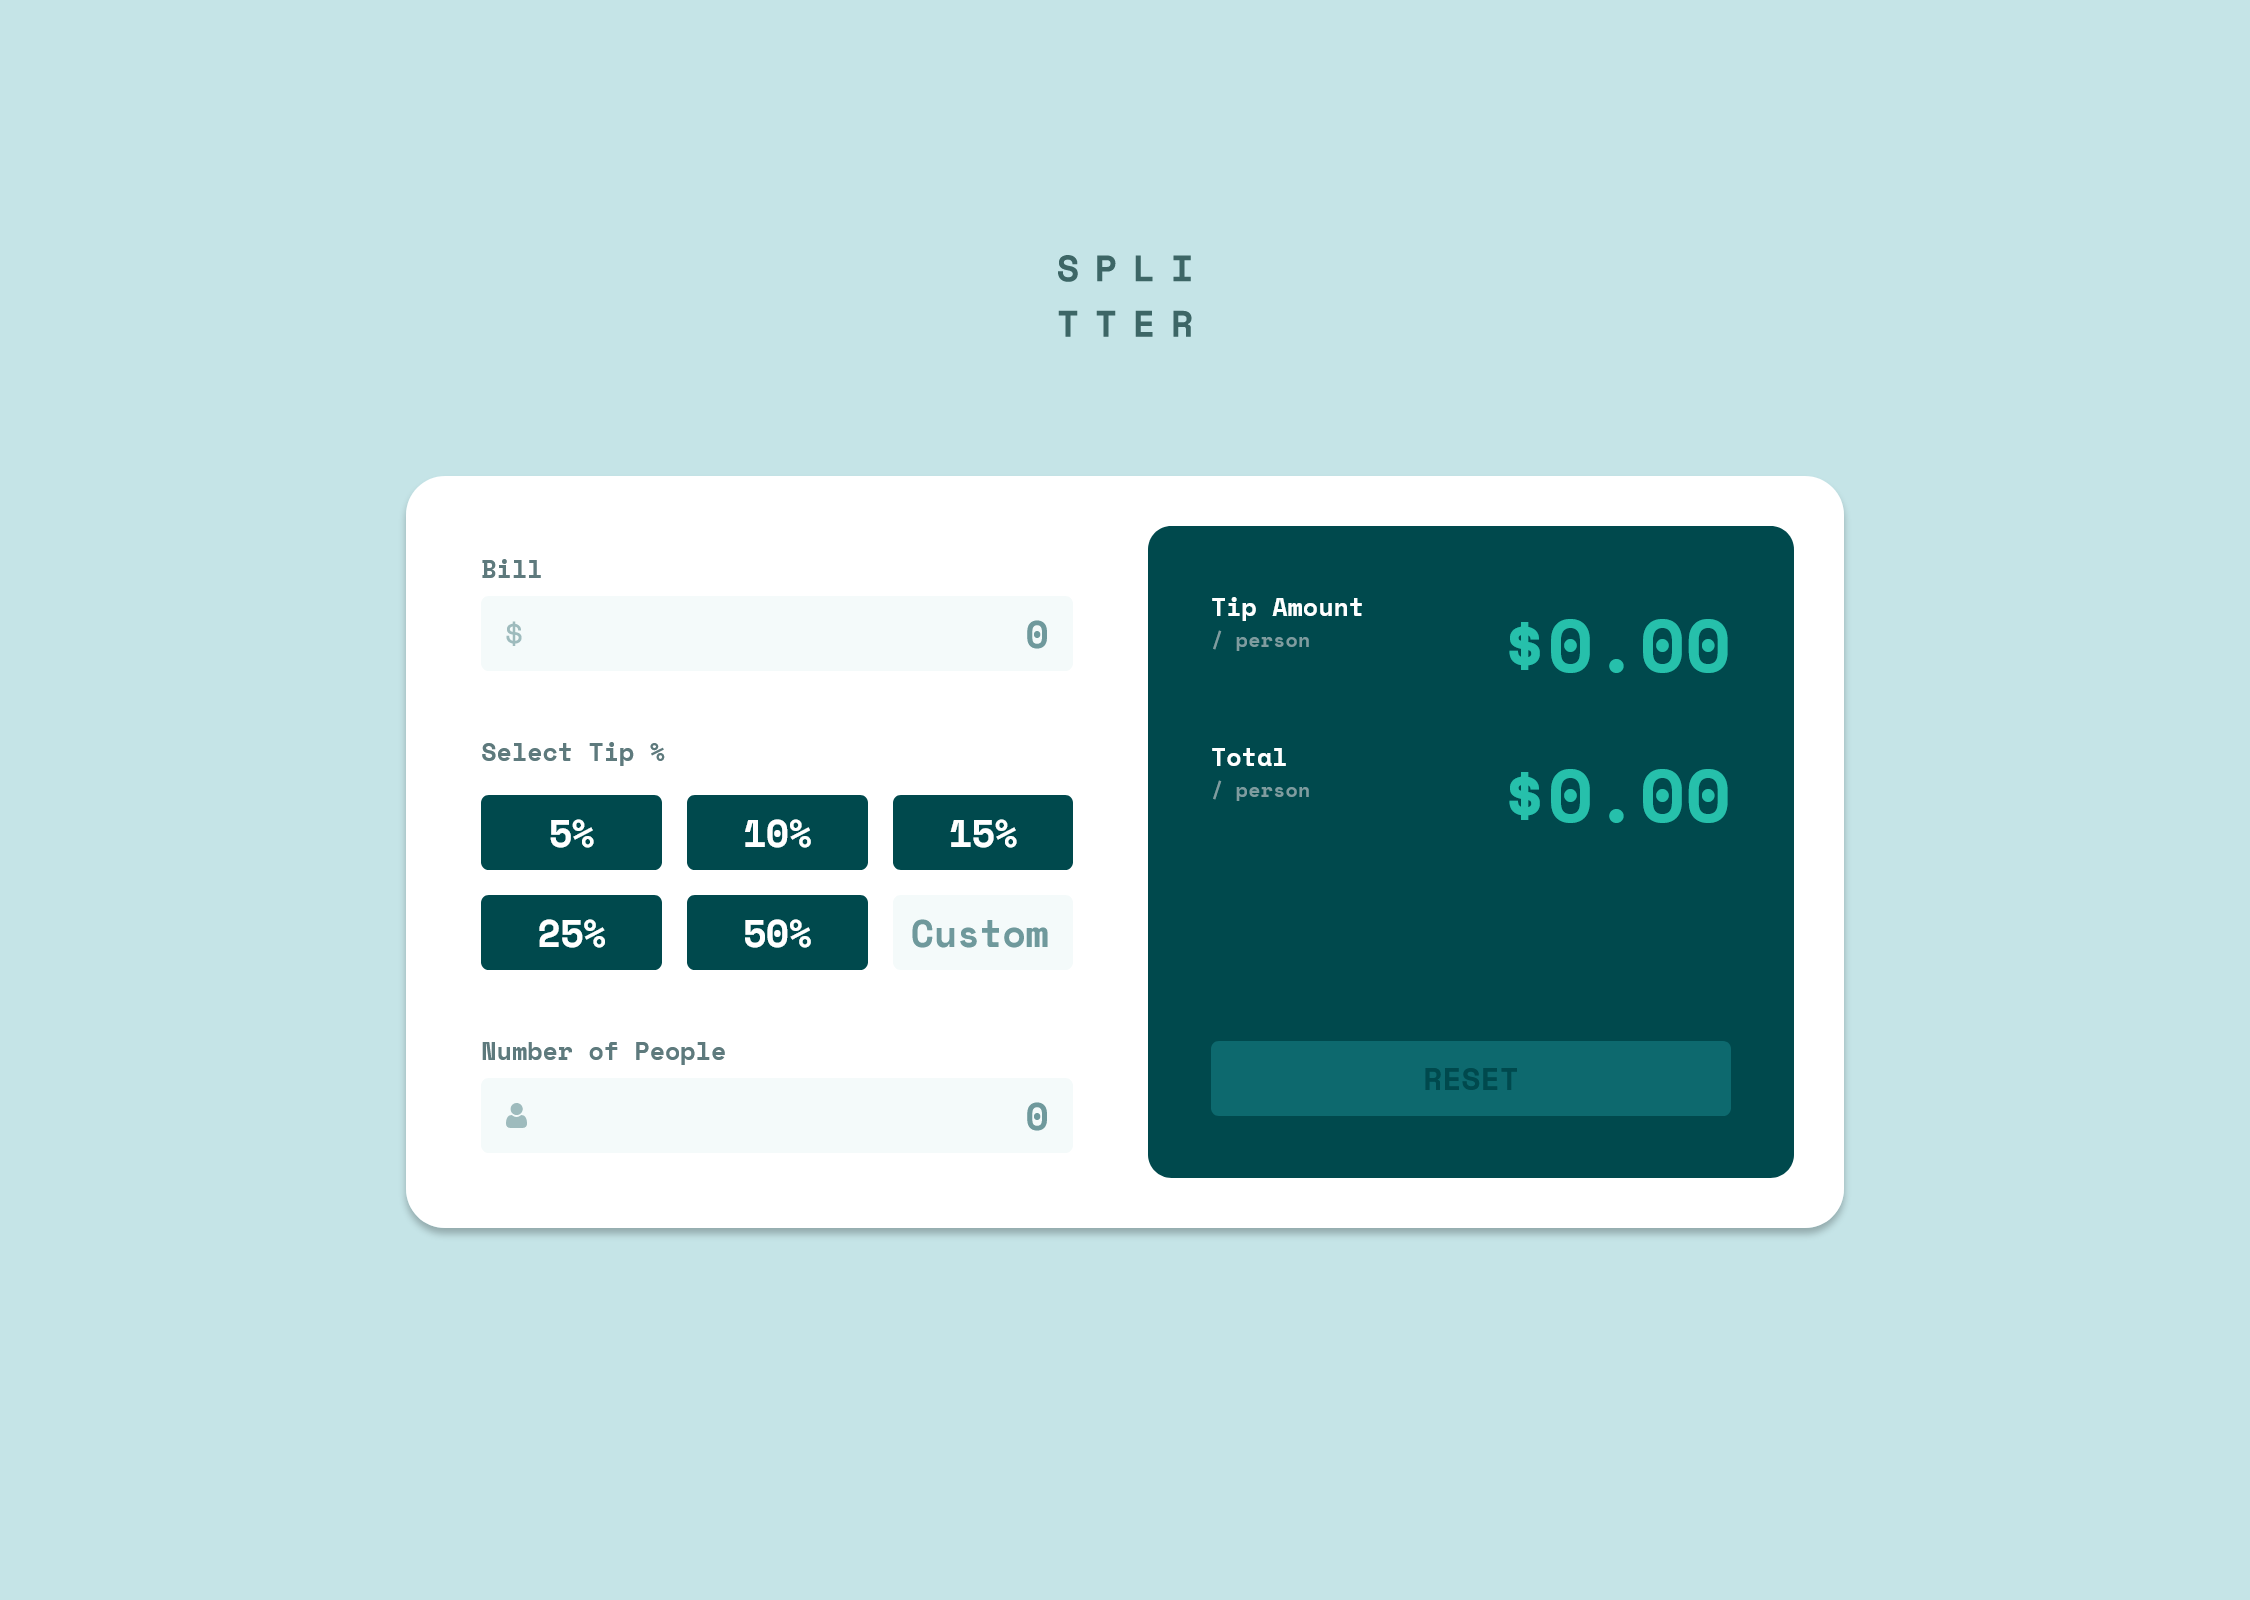 SPLI
TTER
Bill
$ 0
Select Tip %
5% 10% 15%
25% 50% Custom
Number of People
0
Tip Amount
/ person
$0.00
Total
/ person
$0.00
RESET